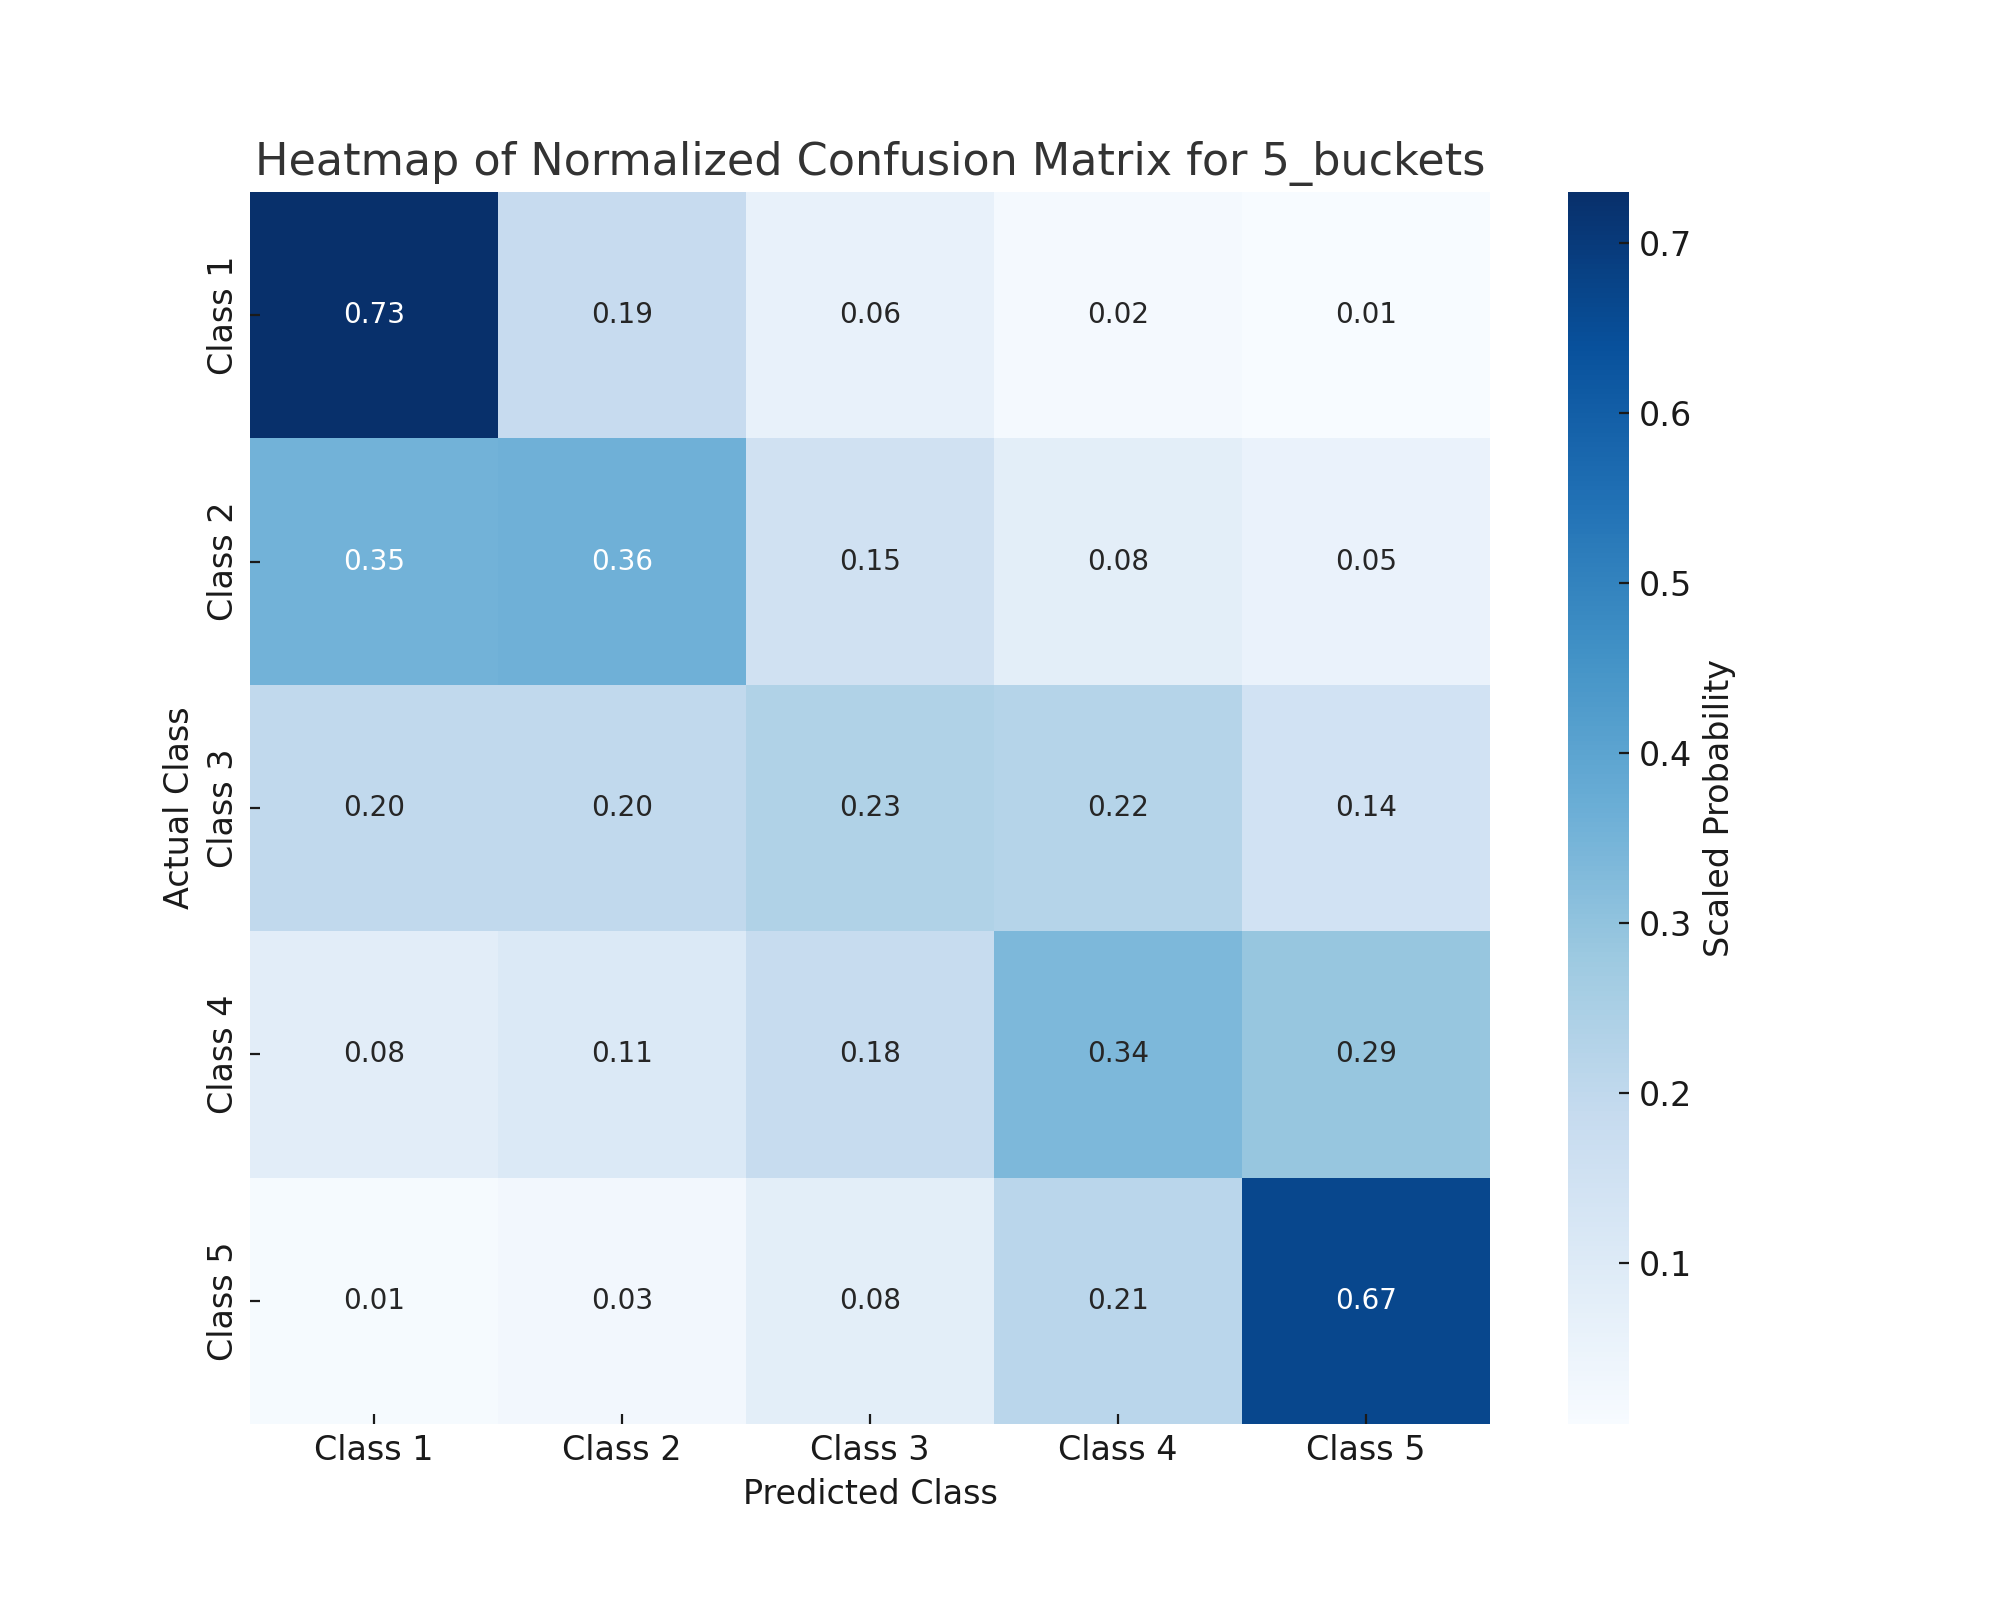 Heatmap of Normalized Confusion Matrix for 5_buckets
Actual Class
Class 1
0.73 0.19 0.06 0.02 0.01
Class 2
0.35 0.36 0.15 0.08 0.05
Class 3
0.20 0.20 0.23 0.22 0.14
Class 4
0.08 0.11 0.18 0.34 0.29
Class 5
0.01 0.03 0.08 0.21 0.67
Class 1 Class 2 Class 3 Class 4 Class 5
Predicted Class
0.7
0.6
0.5
0.4
0.3
0.2
0.1
Scaled Probability